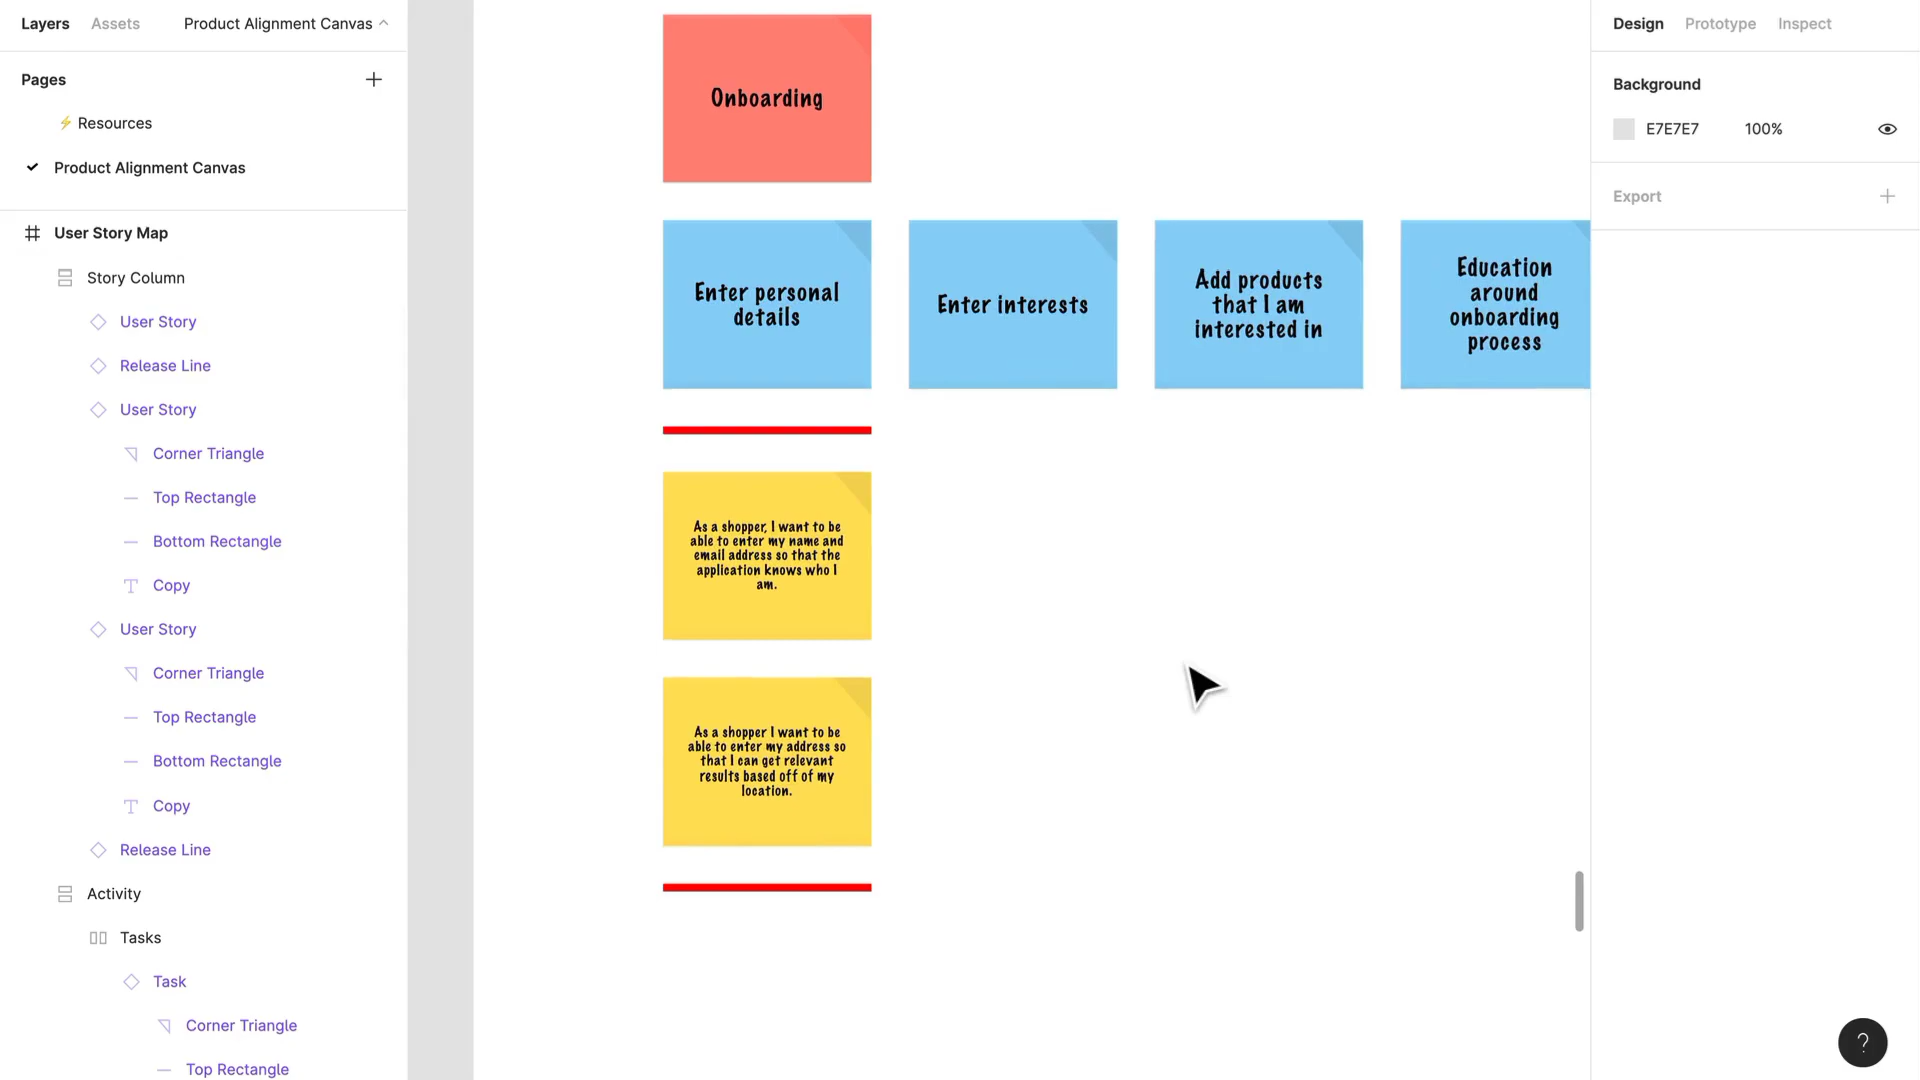 Layers Assets Product Alignment Canvas
Pages
⚡ Resources
Product Alignment Canvas
User Story Map
Story Column
User Story
Release Line
User Story
Corner Triangle
Top Rectangle
Bottom Rectangle
Copy
User Story
Corner Triangle
Top Rectangle
Bottom Rectangle
Copy
Release Line
Activity
Tasks
Task
Corner Triangle
Top Rectangle
Onboarding
Enter personal
details
Enter interests
Add products
that I am
interested in
Education
around
onboarding
process
As a shopper, I want to be
able to enter my name and
email address so that the
application knows who I
am.
As a shopper I want to be
able to enter my address so
that I can get relevant
results based off of my
location.
Design Prototype Inspect
Background
E7E7E7 100%
Export
?